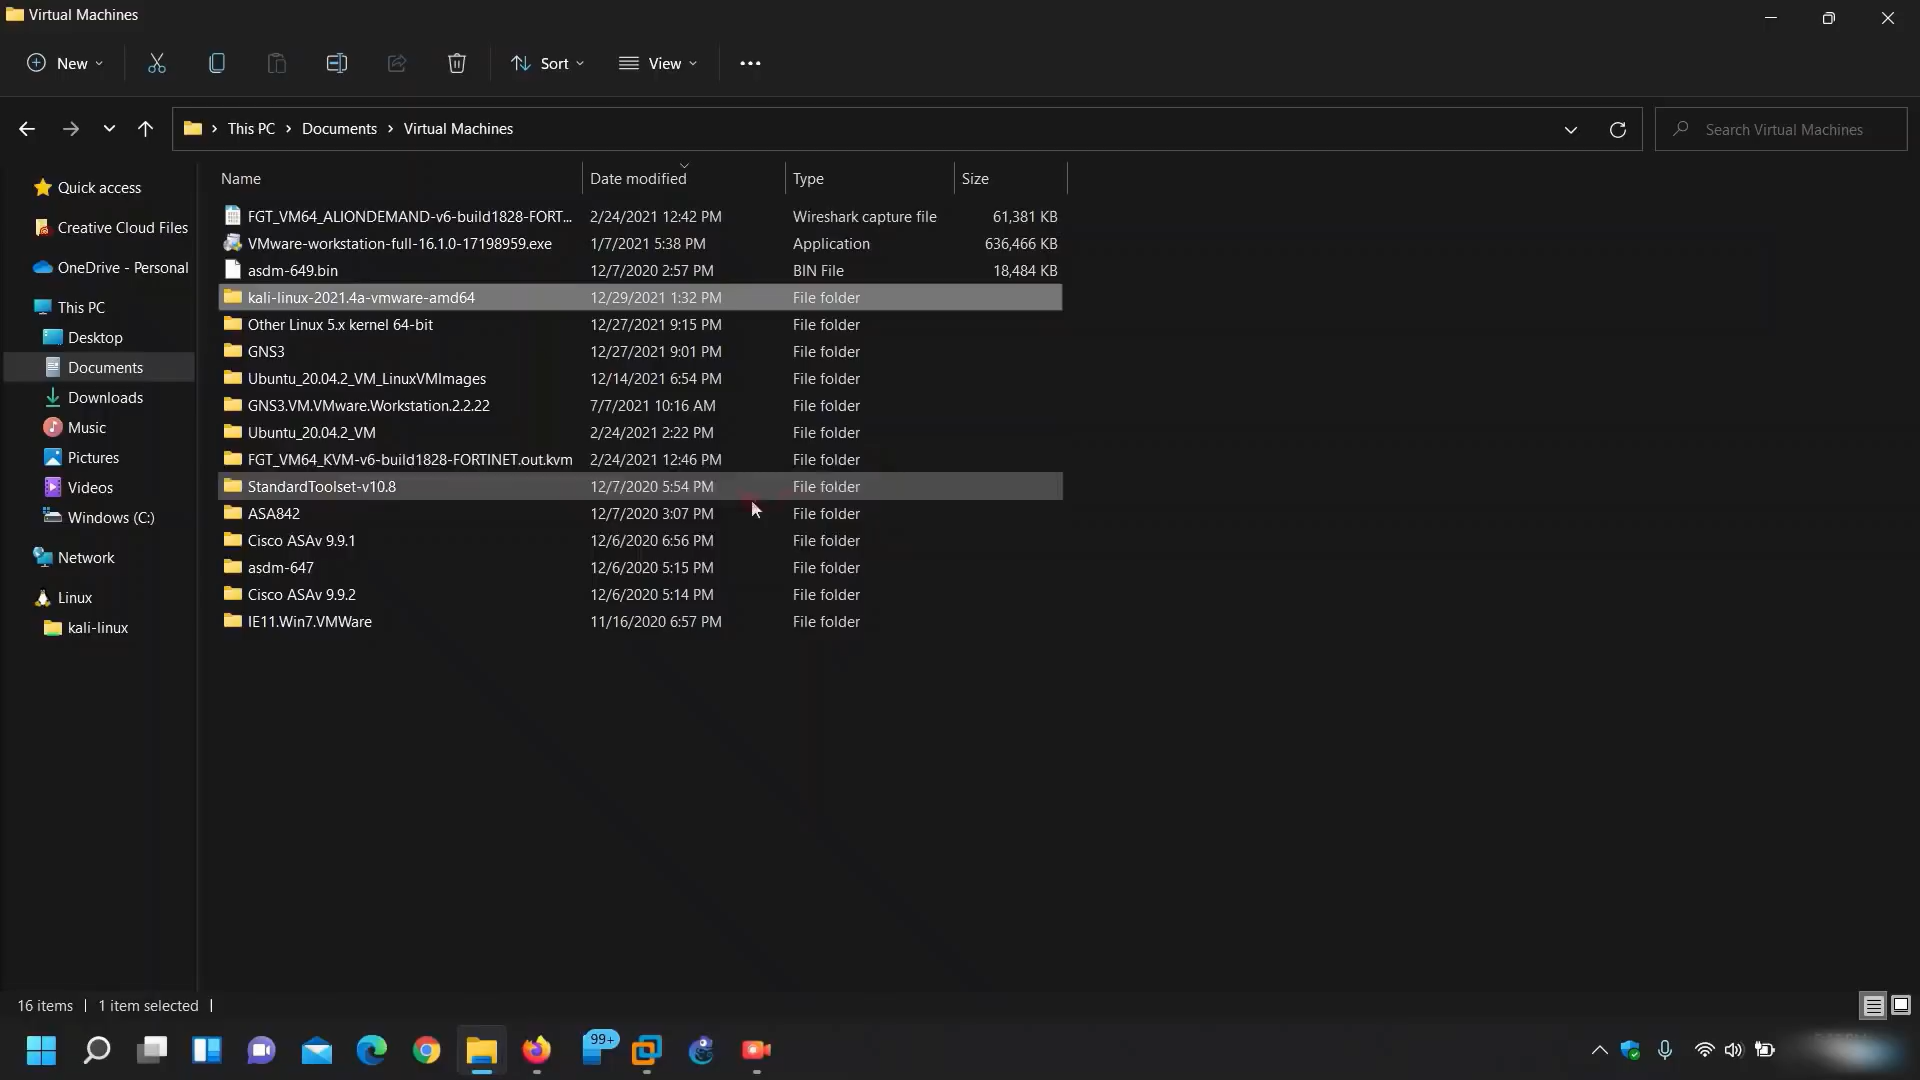 Virtual Machines
New
Sort
View
This PC
Documents
Virtual Machines
Search Virtual Machines
Name Date modified Type Size
FGT_VM64_ALIONDEMAND-v6-build1828-FORT... 2/24/2021 12:42 PM Wireshark capture file 61,381 KB
VMware-workstation-full-16.1.0-17198959.exe 1/7/2021 5:38 PM Application 636,466 KB
asdm-649.bin 12/7/2020 2:57 PM BIN File 18,484 KB
kali-linux-2021.4a-vmware-amd64 12/29/2021 1:32 PM File folder
Other Linux 5.x kernel 64-bit 12/27/2021 9:15 PM File folder
GNS3 12/27/2021 9:01 PM File folder
Ubuntu_20.04.2_VM_LinuxVMImages 12/14/2021 6:54 PM File folder
GNS3.VM.VMware.Workstation.2.2.22 7/7/2021 10:16 AM File folder
Ubuntu_20.04.2_VM 2/24/2021 2:22 PM File folder
FGT_VM64_KVM-v6-build1828-FORTINET.out.kvm 2/24/2021 12:46 PM File folder
StandardToolset-v10.8 12/7/2020 5:54 PM File folder
ASA842 12/7/2020 3:07 PM File folder
Cisco ASAv 9.9.1 12/6/2020 6:56 PM File folder
asdm-647 12/6/2020 5:15 PM File folder
Cisco ASAv 9.9.2 12/6/2020 5:14 PM File folder
IE11.Win7.VMWare 11/16/2020 6:57 PM File folder
Quick access
Creative Cloud Files
OneDrive - Personal
This PC
Desktop
Documents
Downloads
Music
Pictures
Videos
Windows (C:)
Network
Linux
kali-linux
16 items
1 item selected
99+